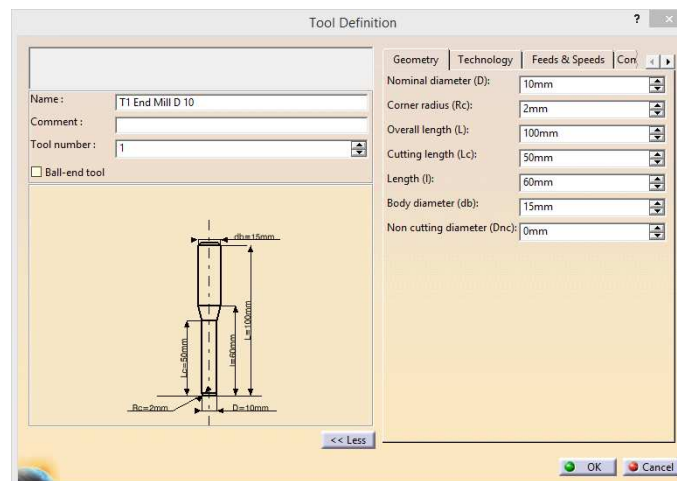 Tool Definition
?
×
Name :
T1 End Mill D 10
Comment :
Tool number :
1
Ball-end tool
db=15mm
L=100mm
l=60mm
Lc=50mm
Rc=2mm
D=10mm
<< Less
Geometry
Technology
Feeds & Speeds
Con
Nominal diameter (D):
10mm
Corner radius (Rc):
2mm
Overall length (L):
100mm
Cutting length (Lc):
50mm
Length (l):
60mm
Body diameter (db):
15mm
Non cutting diameter (Dnc):
0mm
OK
Cancel